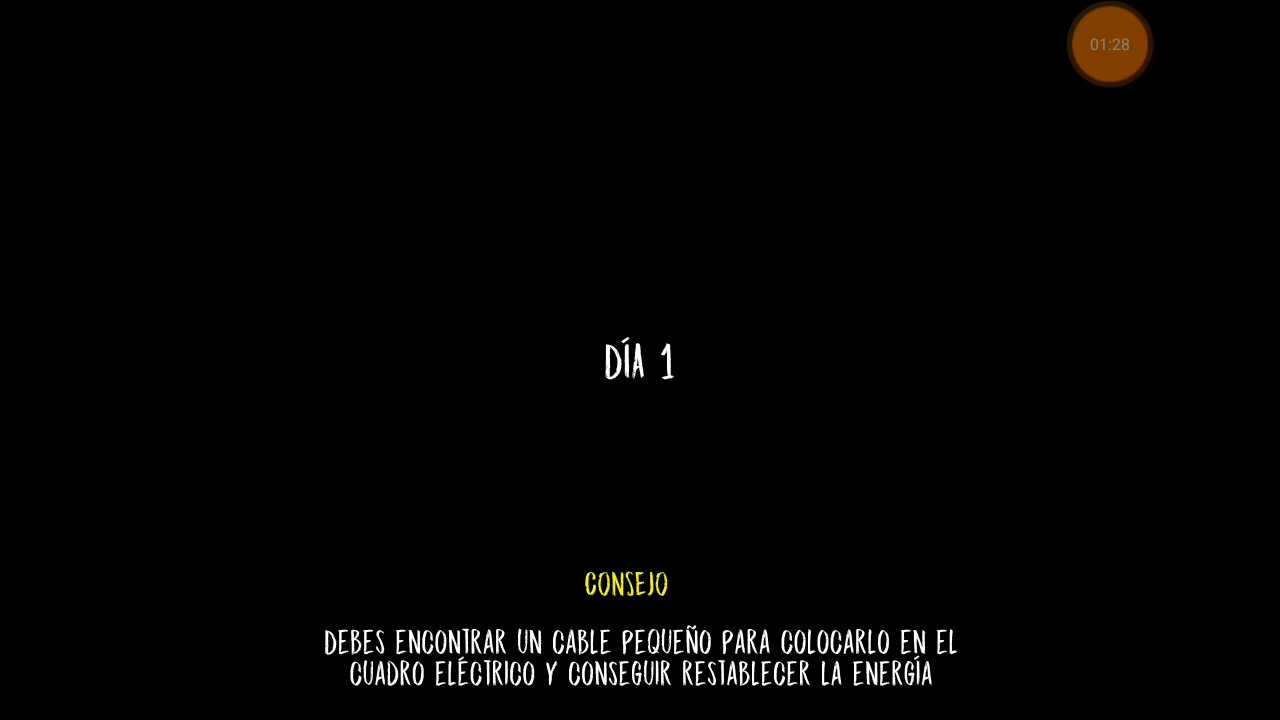 01:28
DÍA 1
CONSEJO
DEBES ENCONTRAR UN CABLE PEQUEÑO PARA COLOCARLO EN EL
CUADRO ELÉCTRICO Y CONSEGUIR RESTABLECER LA ENERGÍA